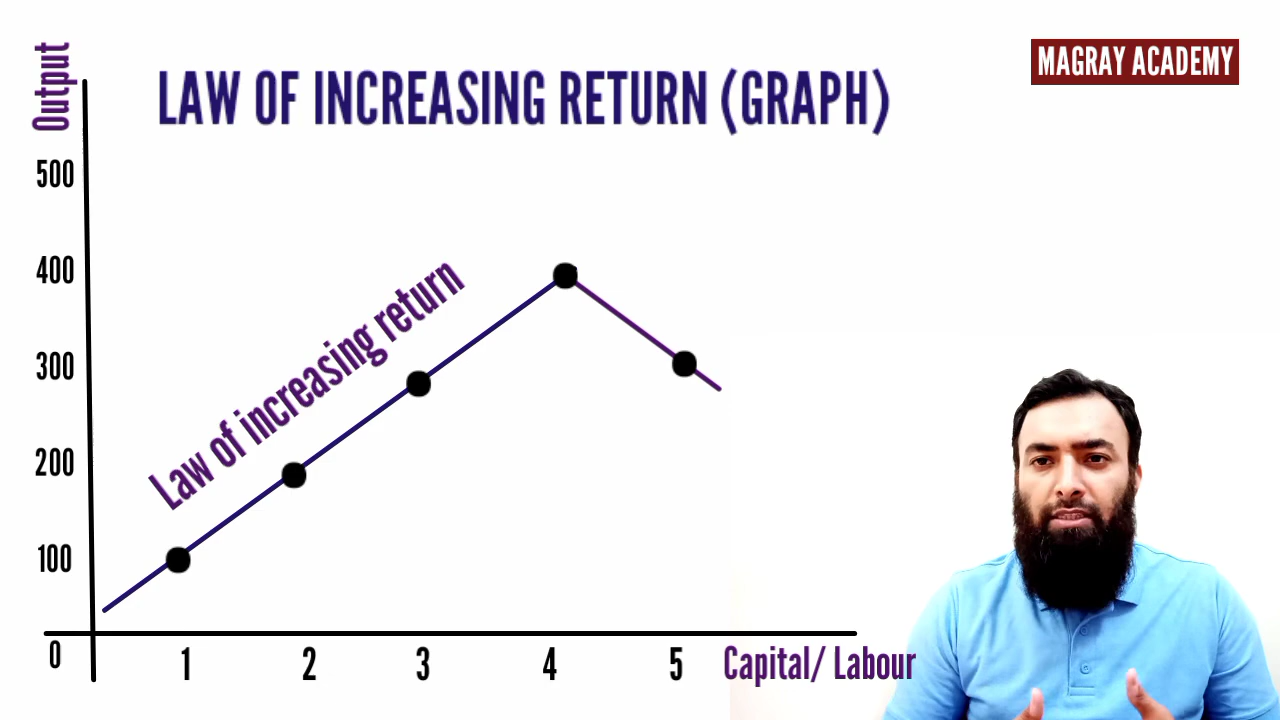 MAGRAY ACADEMY
LAW OF INCREASING RETURN (GRAPH)
Output
500
400
300
200
100
0
Law of increasing return
1 2 3 4 5 Capital/ Labour